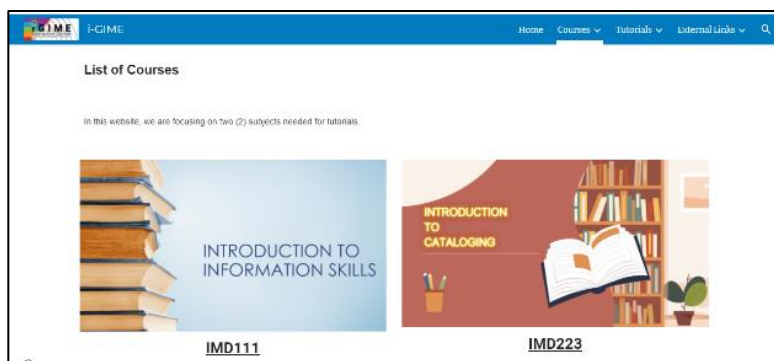 i-GIME i-GIME Home Courses Tutorials External Links
List of Courses
In this website, we are focusing on two (2) subjects needed for tutorials.
INTRODUCTION TO
INFORMATION SKILLS
INTRODUCTION
TO
CATALOGING
IMD111
IMD223